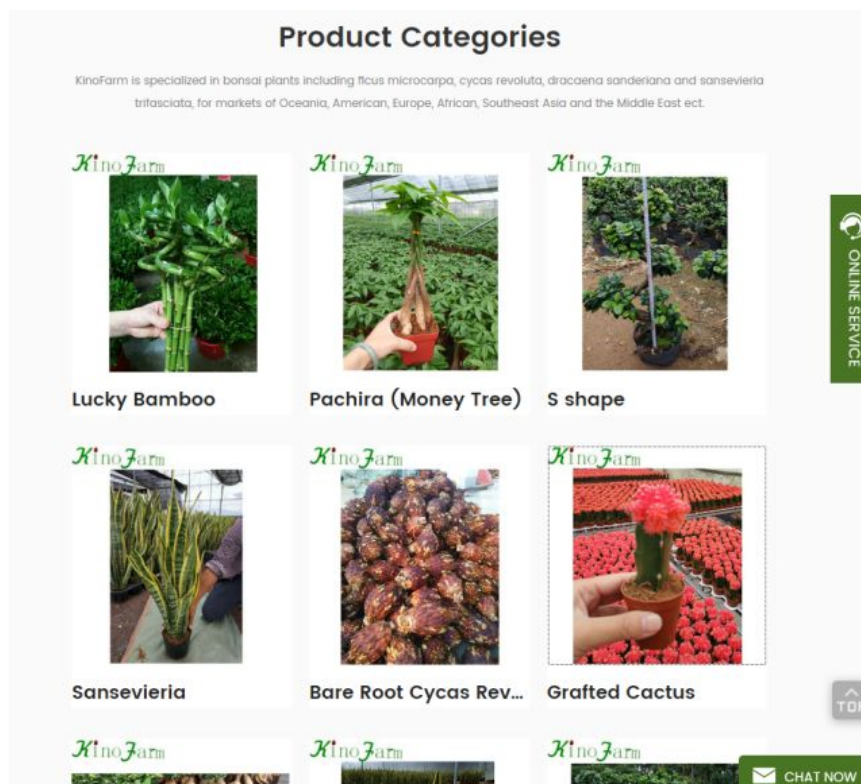 Product Categories
KinoFarm is specialized in bonsai plants including ficus microcarpa, cycas revoluta, dracaena sanderiana and sansevieria
trifasciata, for markets of Oceania, American, Europe, African, Southeast Asia and the Middle East ect.
KinoFarm
KinoFarm
KinoFarm
ONLINE SERVICE
Lucky Bamboo
Pachira (Money Tree)
S shape
KinoFarm
KinoFarm
KinoFarm
Sansevieria
Bare Root Cycas Rev...
Grafted Cactus
TOP
KinoFarm
KinoFarm
KinoFarm
CHAT NOW